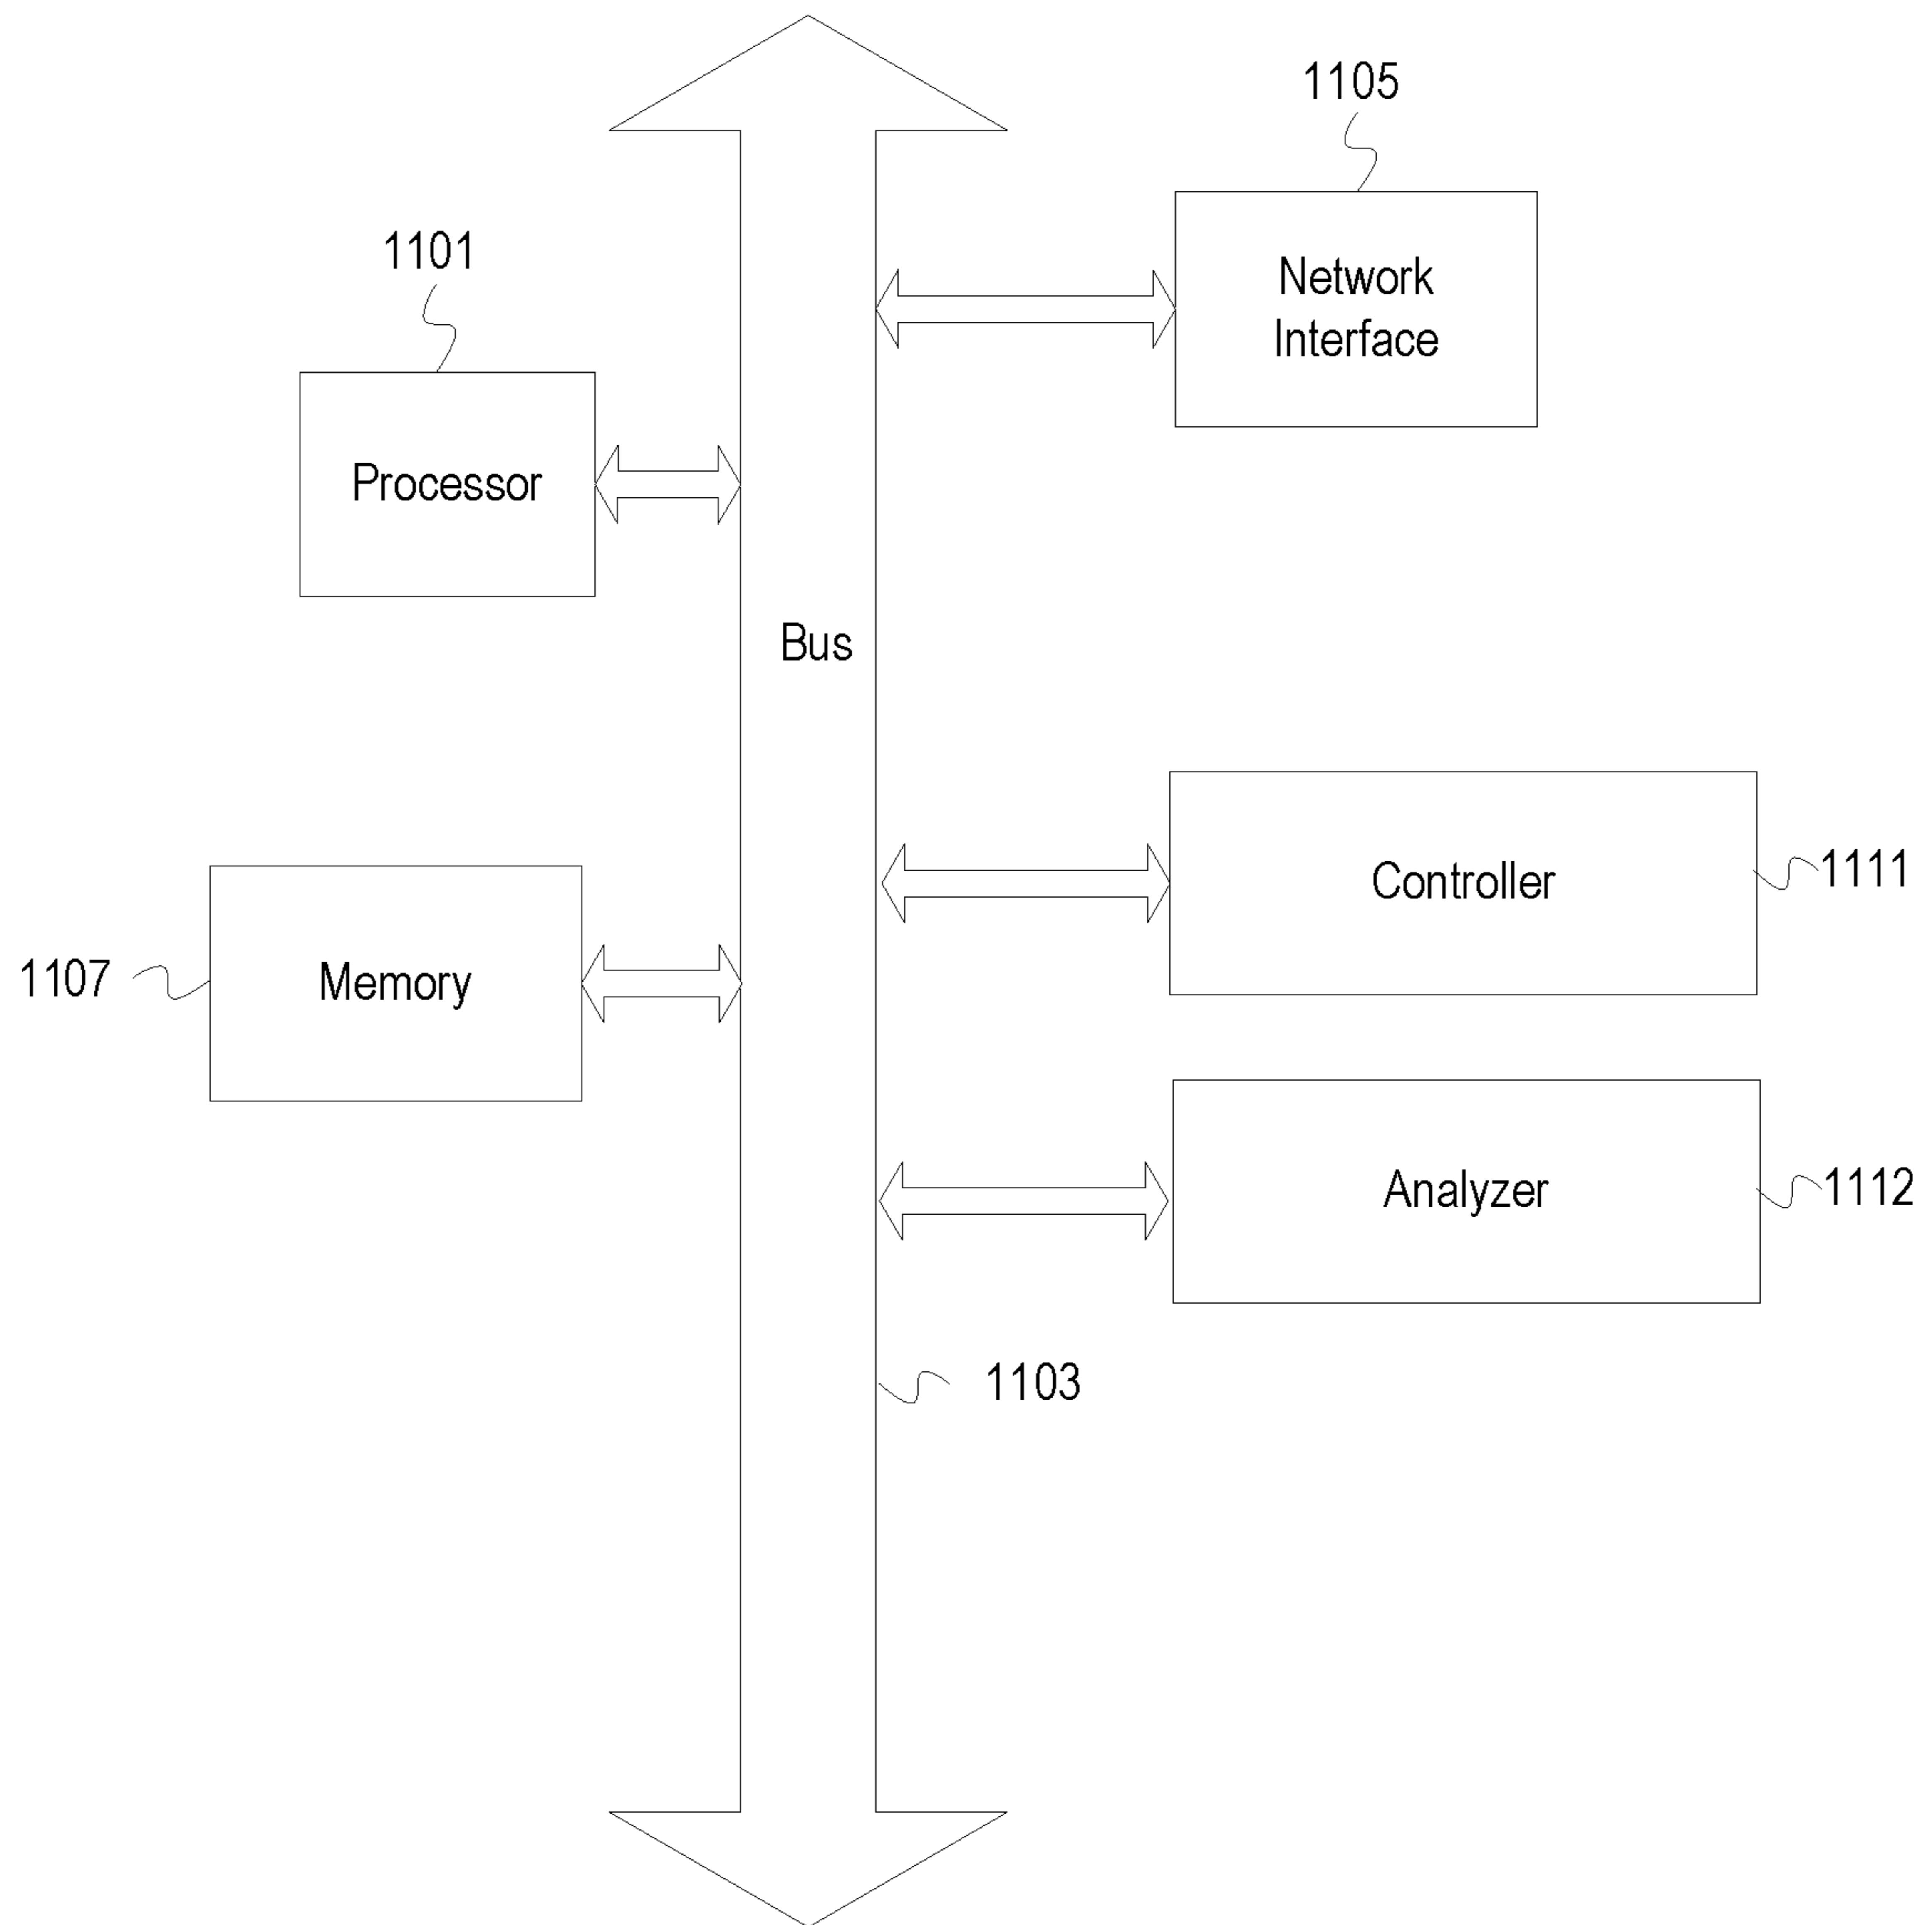 1105
1101
Network
Interface
Processor
Bus
Controller
1111
1107
Memory
Analyzer
1112
1103